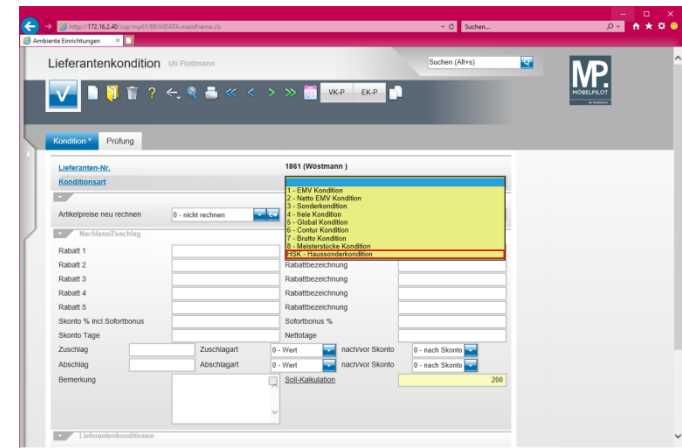 http://172.16.2.40/csp/mp61/BEWIDATA.mainFrame.cls
Suchen...
Ambiente Einrichtungen
Lieferantenkondition Uli Flottmann
Suchen (Alt+s)
MP.
MÖBELPILOT
VK-P EK-P
Kondition * Prüfung
Lieferanten-Nr. 1861 (Wöstmann )
Konditionsart
1 - EMV Kondition
2 - Netto EMV Kondition
3 - Sonderkondition
4 - freie Kondition
5 - Global Kondition
6 - Contur Kondition
7 - Brutto Kondition
8 - Meisterstücke Kondition
HSK - Haussonderkondition
Artikelpreise neu rechnen 0 - nicht rechnen
Nachlass/Zuschlag
Rabatt 1
Rabatt 2 Rabattbezeichnung
Rabatt 3 Rabattbezeichnung
Rabatt 4 Rabattbezeichnung
Rabatt 5 Rabattbezeichnung
Skonto % incl.Sofortbonus Sofortbonus %
Skonto Tage Nettotage
Zuschlag Zuschlagart 0 - Wert nach/vor Skonto 0 - nach Skonto
Abschlag Abschlagart 0 - Wert nach/vor Skonto 0 - nach Skonto
Bemerkung Soll-Kalkulation 200
Lieferantenkonditionen